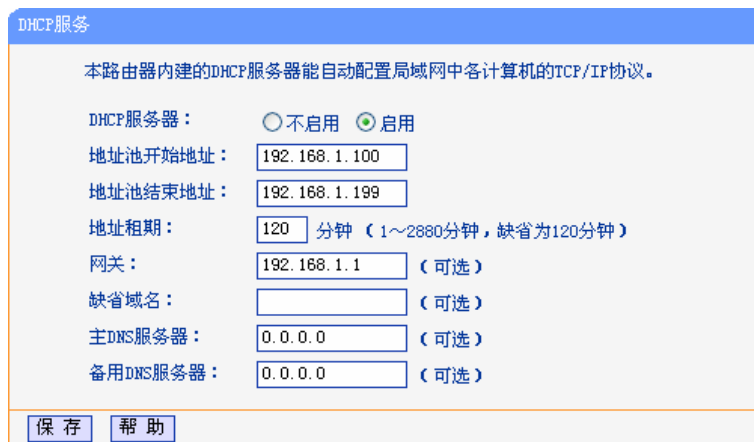 DHCP服务
本路由器内建的DHCP服务器能自动配置局域网中各计算机的TCP/IP协议。
DHCP服务器： 不启用 启用
地址池开始地址： 192.168.1.100
地址池结束地址： 192.168.1.199
地址租期： 120 分钟 （1～2880分钟，缺省为120分钟）
网关： 192.168.1.1 （可选）
缺省域名： （可选）
主DNS服务器： 0.0.0.0 （可选）
备用DNS服务器： 0.0.0.0 （可选）
保 存 帮 助